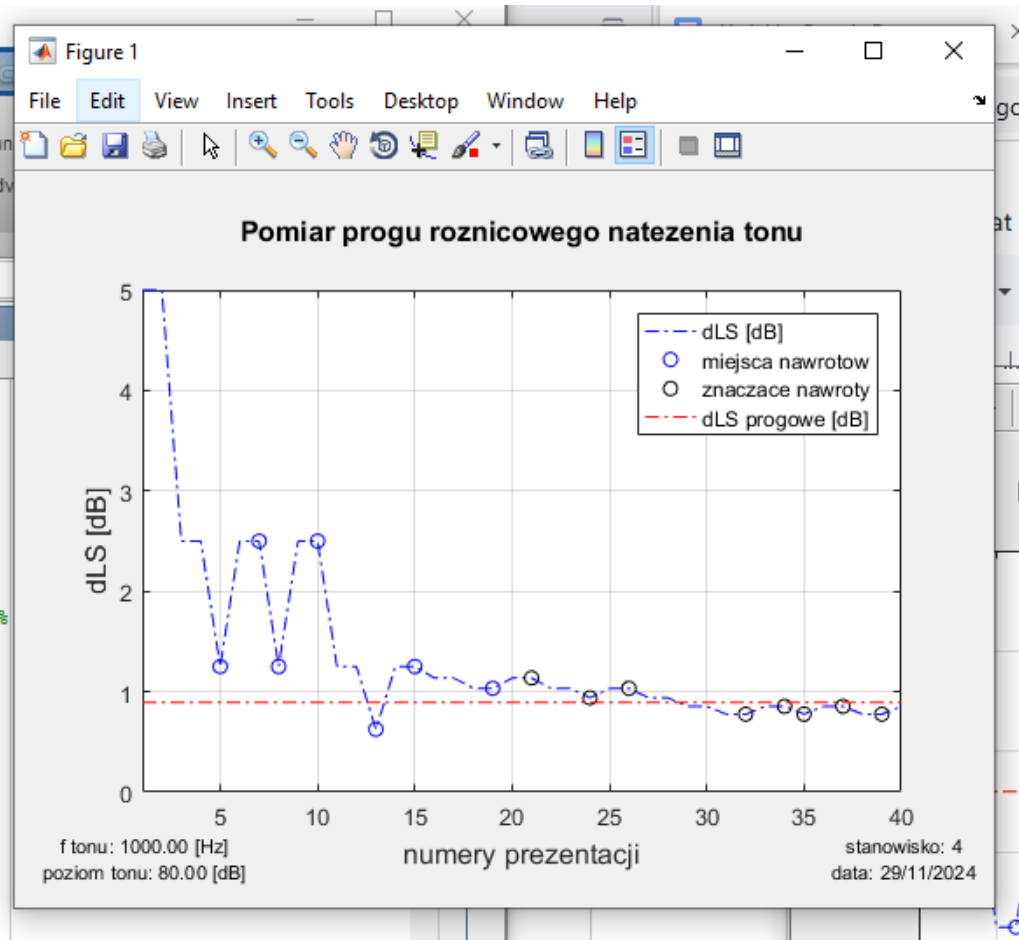 Figure 1
File Edit View Insert Tools Desktop Window Help
Pomiar progu roznicowego natezenia tonu
dLS [dB]
miejsca nawrotow
znaczace nawroty
dLS progowe [dB]
5
4
3
2
1
0
dLS [dB]
5 10 15 20 25 30 35 40
numery prezentacji
f tonu: 1000.00 [Hz]
poziom tonu: 80.00 [dB]
stanowisko: 4
data: 29/11/2024
%